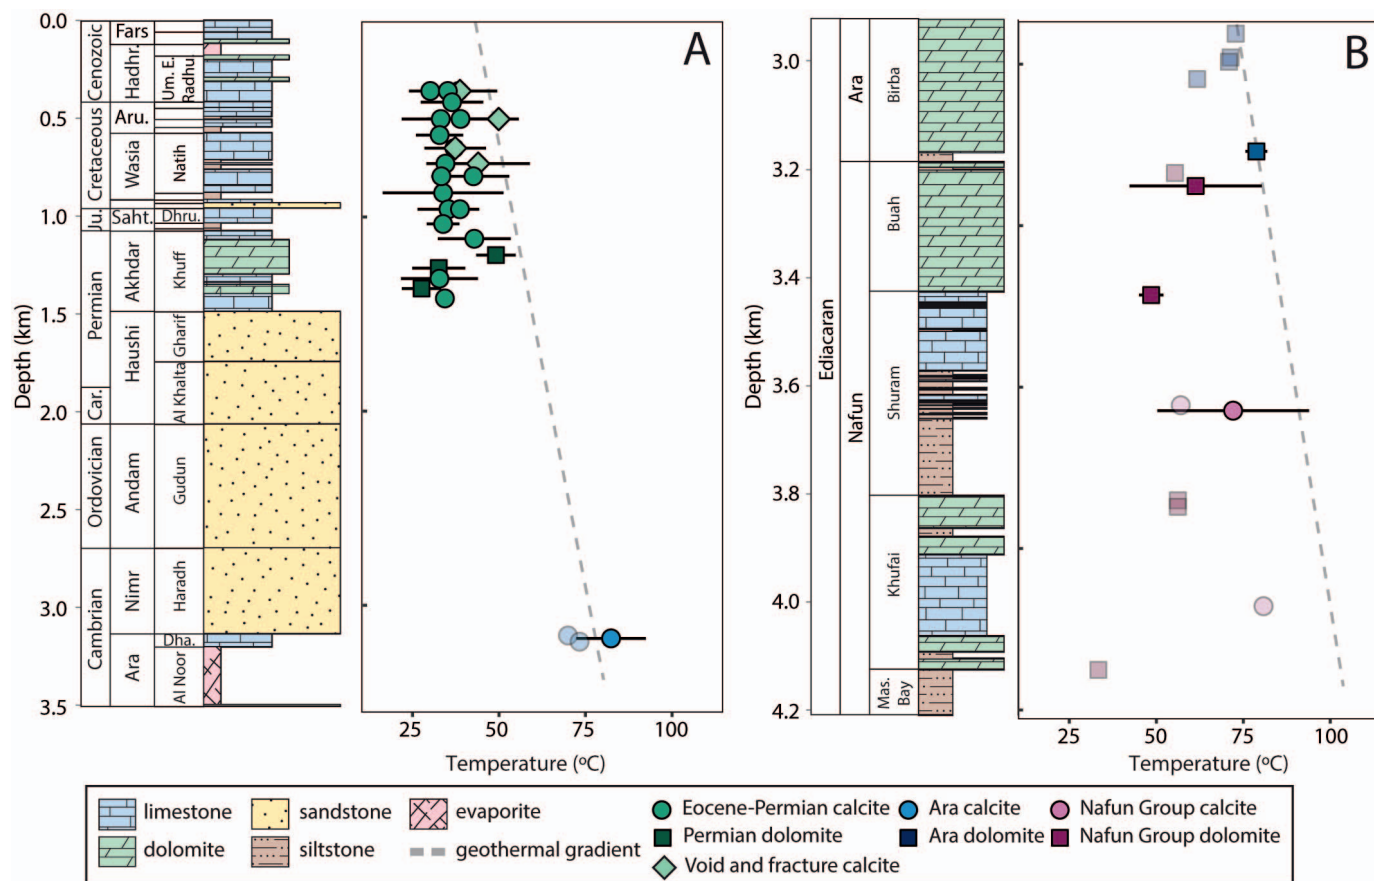 A
Depth (km)
0.0
0.5
1.0
1.5
2.0
2.5
3.0
3.5
Cenozoic
Cretaceous
Ju.
Permian
Car.
Ordovician
Cambrian
Fars
Hadhr.
Aru.
Wasia
Saht.
Akhdar
Haushi
Andam
Nimr
Ara
Um. E.
Radhu.
Natih
Dhru.
Khuff
Gharif
Al Khalta
Gudun
Haradh
Dha.
Al Noor
25
50
75
100
Temperature (ºC)
B
Depth (km)
3.0
3.2
3.4
3.6
3.8
4.0
4.2
Ediacaran
Ara
Nafun
Birba
Buah
Shuram
Khufai
Mas.
Bay
25
50
75
100
Temperature (ºC)
limestone
sandstone
evaporite
dolomite
siltstone
geothermal gradient
Eocene-Permian calcite
Ara calcite
Nafun Group calcite
Permian dolomite
Ara dolomite
Nafun Group dolomite
Void and fracture calcite